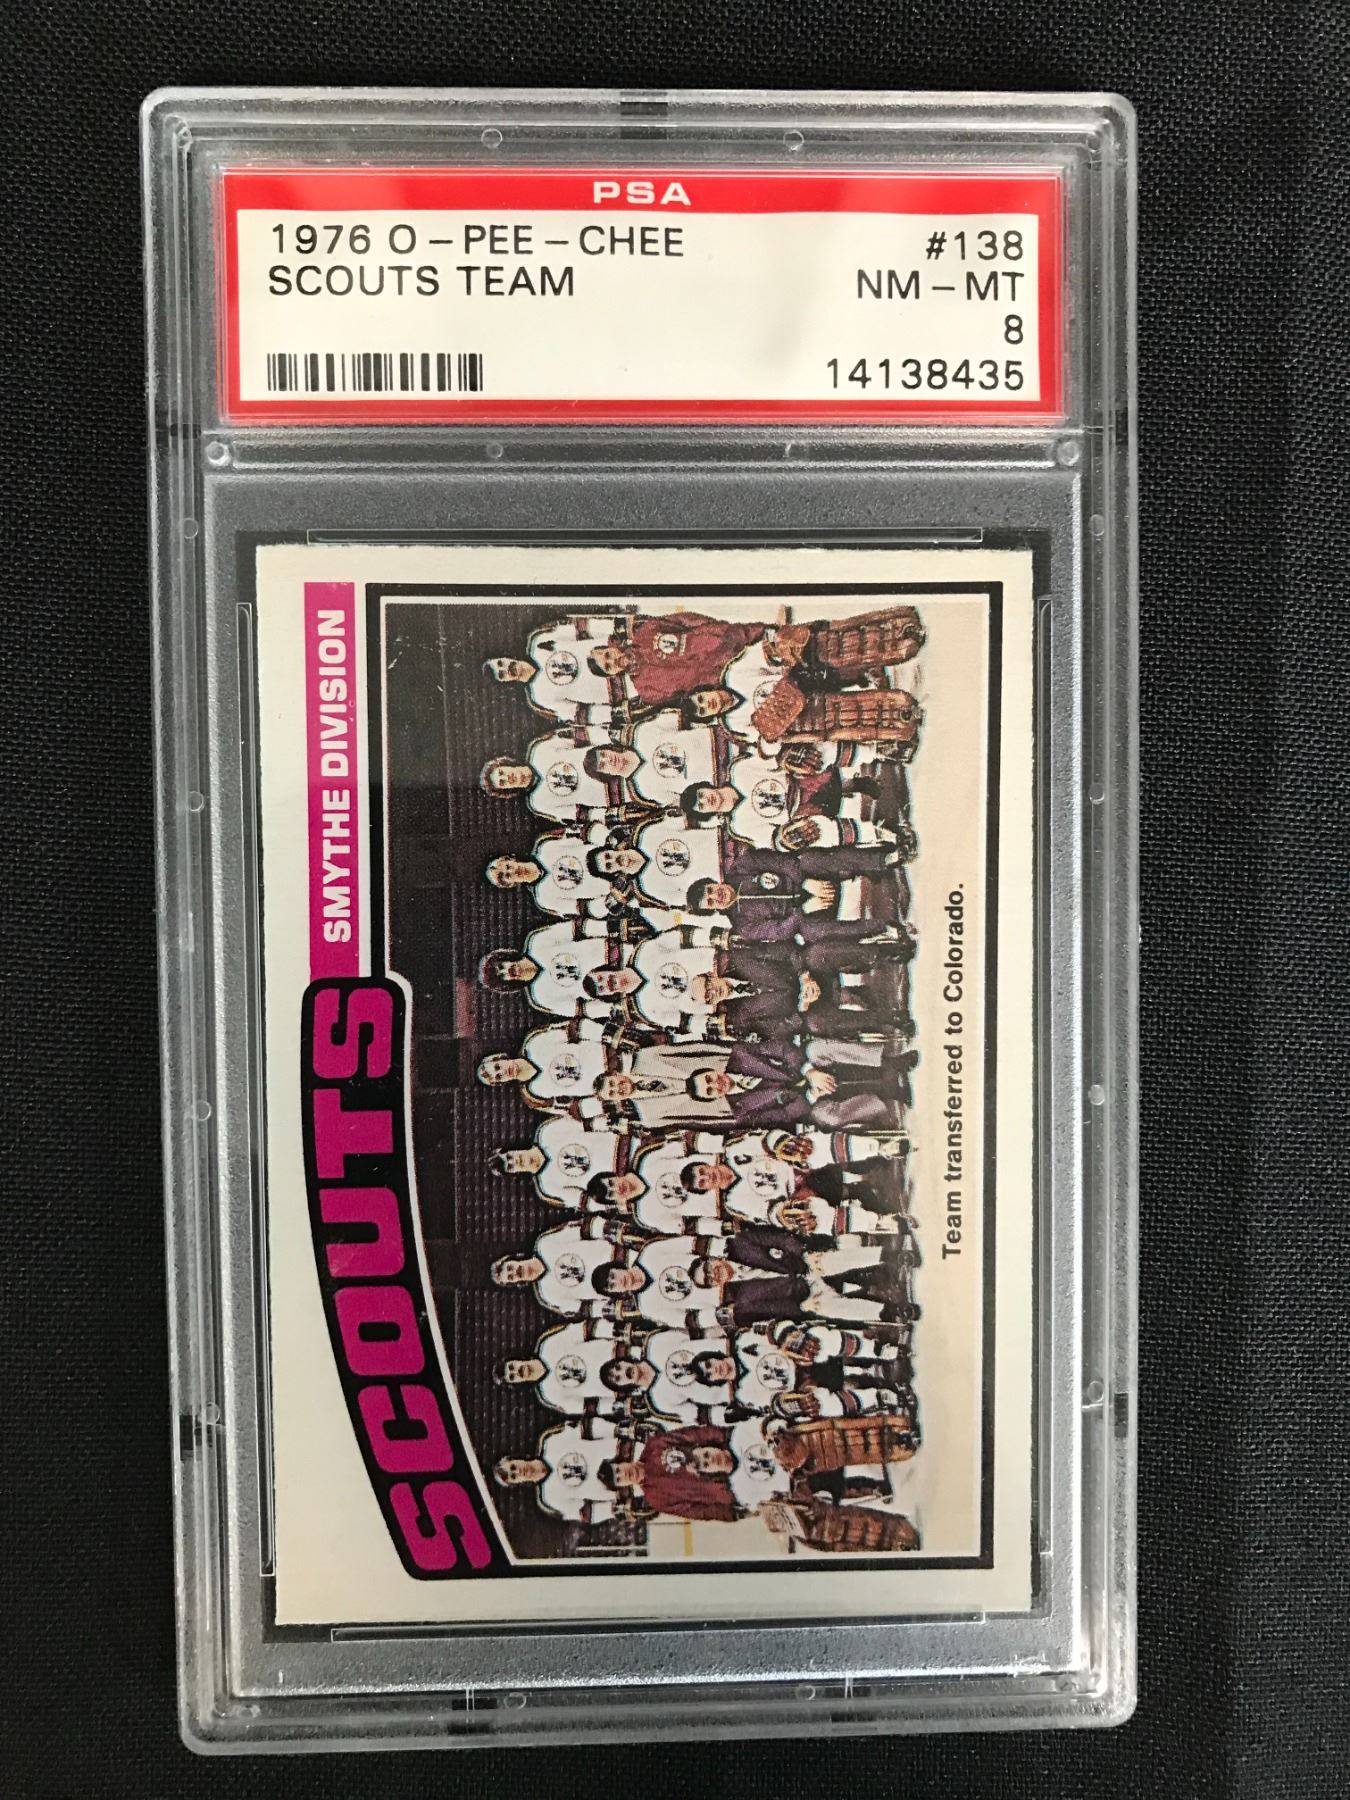 PSA
1976 O-PEE-CHEE #138
SCOUTS TEAM NM-MT
8
14138435
SCOUTS SMYTHE DIVISION
Team transferred to Colorado.